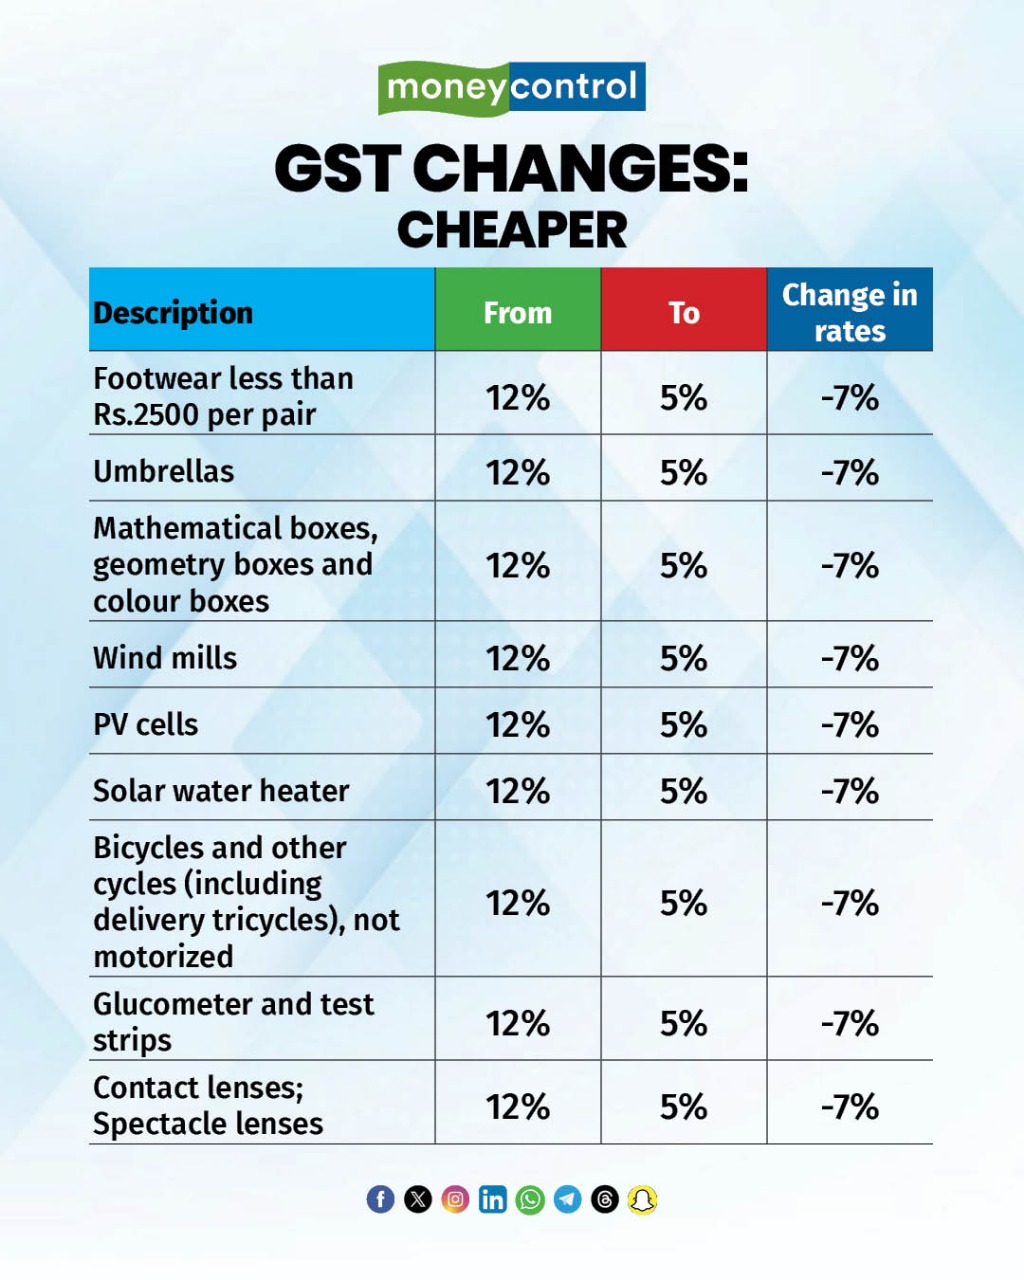 moneycontrol
GST CHANGES:
CHEAPER
Description From To Change in rates
Footwear less than
Rs.2500 per pair
12% 5% -7%
Umbrellas 12% 5% -7%
Mathematical boxes,
geometry boxes and
colour boxes
12% 5% -7%
Wind mills 12% 5% -7%
PV cells 12% 5% -7%
Solar water heater 12% 5% -7%
Bicycles and other
cycles (including
delivery tricycles), not
motorized
12% 5% -7%
Glucometer and test
strips
12% 5% -7%
Contact lenses;
Spectacle lenses
12% 5% -7%